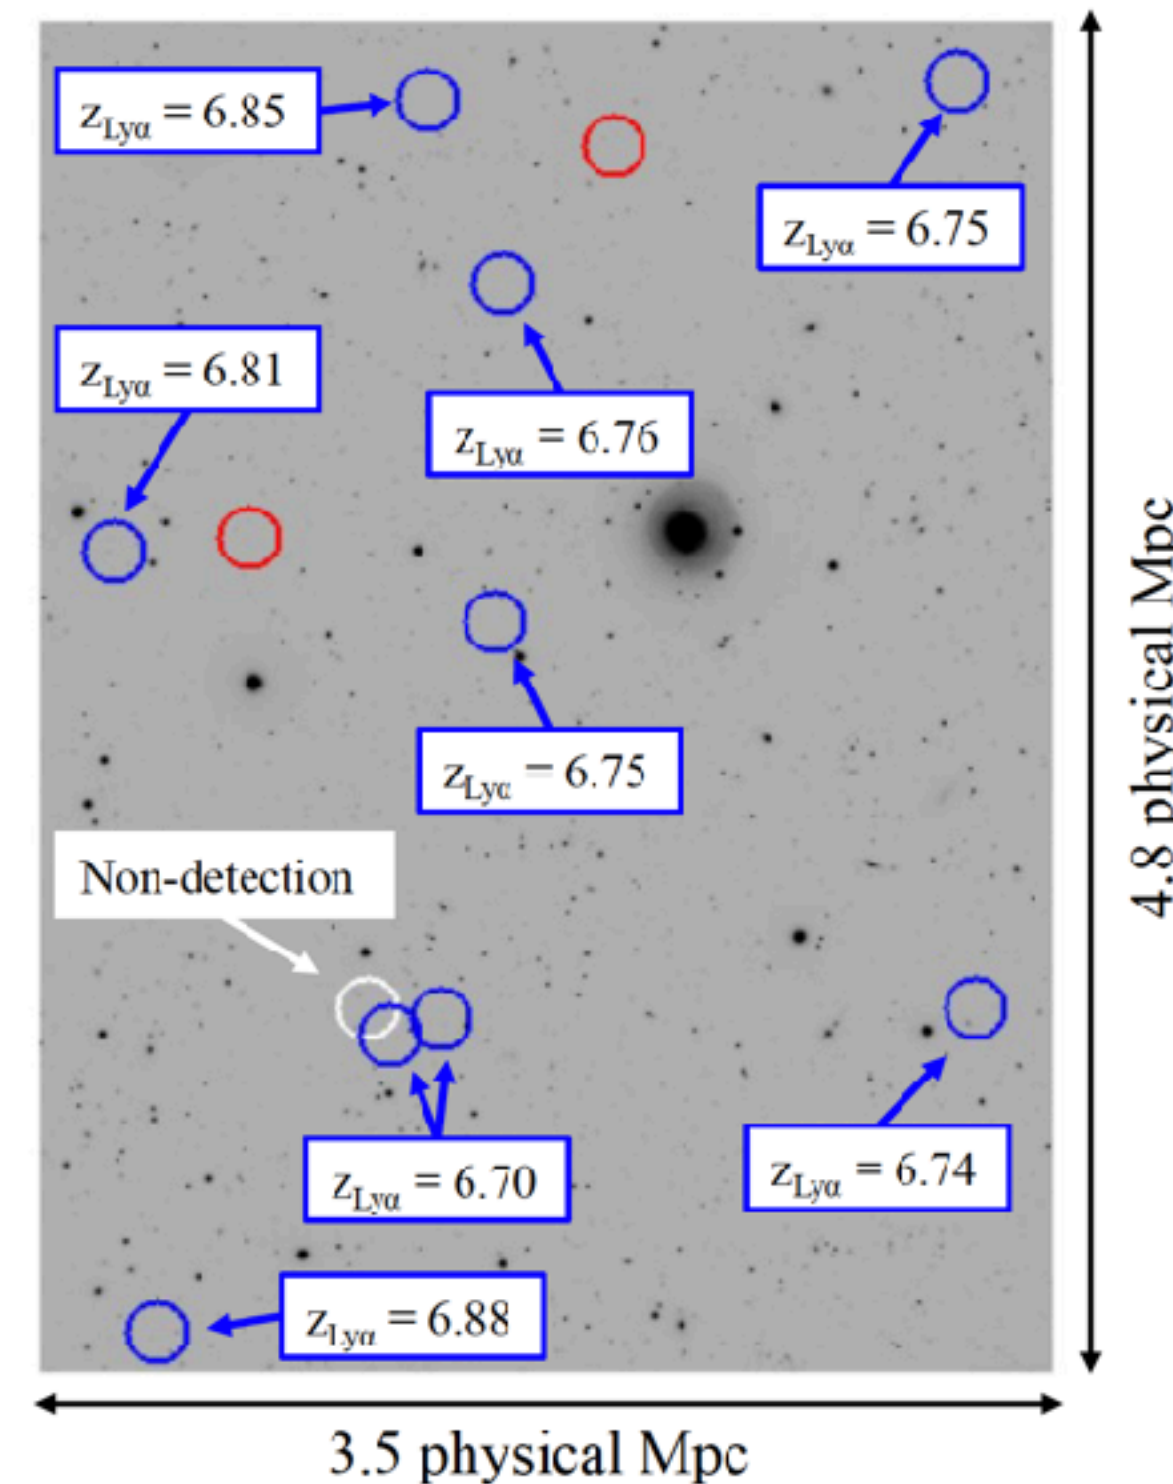 z_Lyα = 6.85
z_Lyα = 6.75
z_Lyα = 6.81
z_Lyα = 6.76
z_Lyα = 6.75
Non-detection
z_Lyα = 6.70
z_Lyα = 6.74
z_Lyα = 6.88
3.5 physical Mpc
4.8 physical Mpc